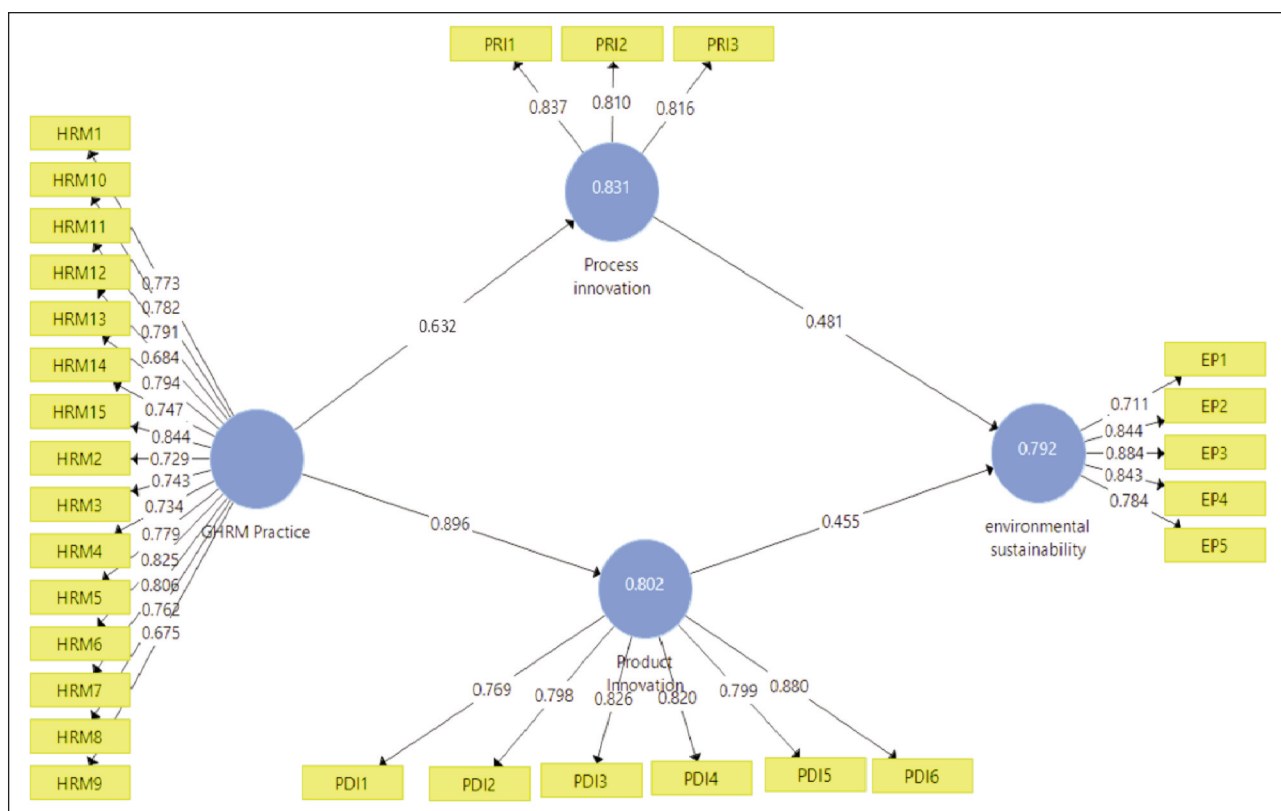 PRI1
PRI2
PRI3
0.837
0.810
0.816
0.831
Process
innovation
HRM1
HRM10
HRM11
HRM12
HRM13
HRM14
HRM15
HRM2
HRM3
HRM4
HRM5
HRM6
HRM7
HRM8
HRM9
0.773
0.782
0.791
0.684
0.794
0.747
0.844
0.729
0.743
0.734
0.779
0.825
0.806
0.762
0.675
GHRM Practice
0.632
0.896
0.481
0.455
0.802
Product
Innovation
0.769
0.798
0.826
0.820
0.799
0.880
PDI1
PDI2
PDI3
PDI4
PDI5
PDI6
0.792
environmental
sustainability
0.711
0.844
0.884
0.843
0.784
EP1
EP2
EP3
EP4
EP5